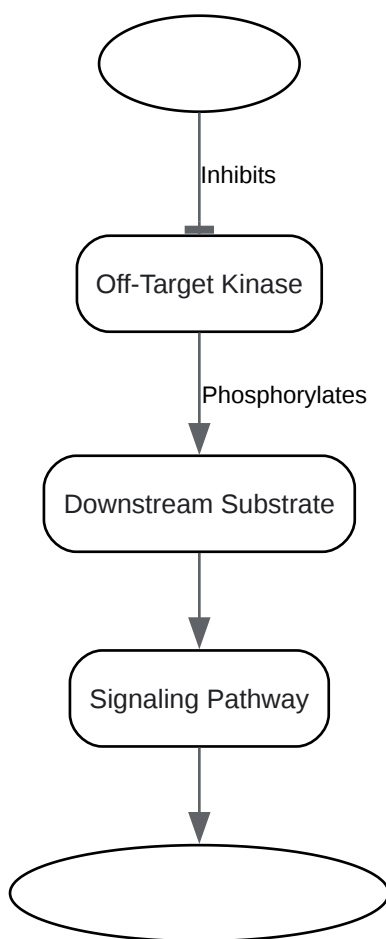 Inhibits
Off-Target Kinase
Phosphorylates
Downstream Substrate
Signaling Pathway